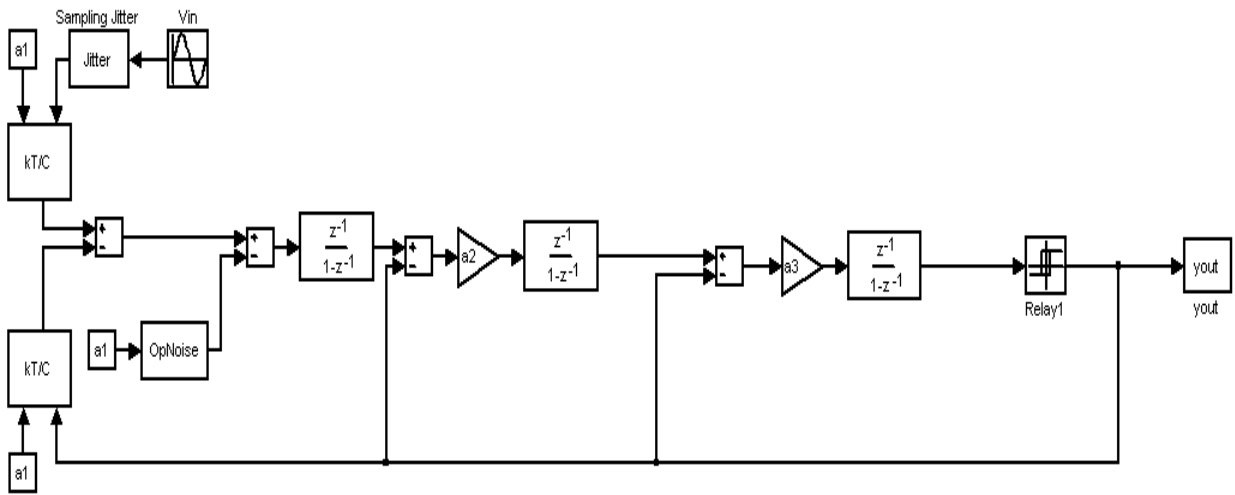 Sampling Jitter
Vin
a1
Jitter
kT/C
+
-
+
-
z-1
1-z-1
+
-
a2
z-1
1-z-1
+
-
a3
z-1
1-z-1
Relay1
yout
yout
a1
OpNoise
kT/C
a1